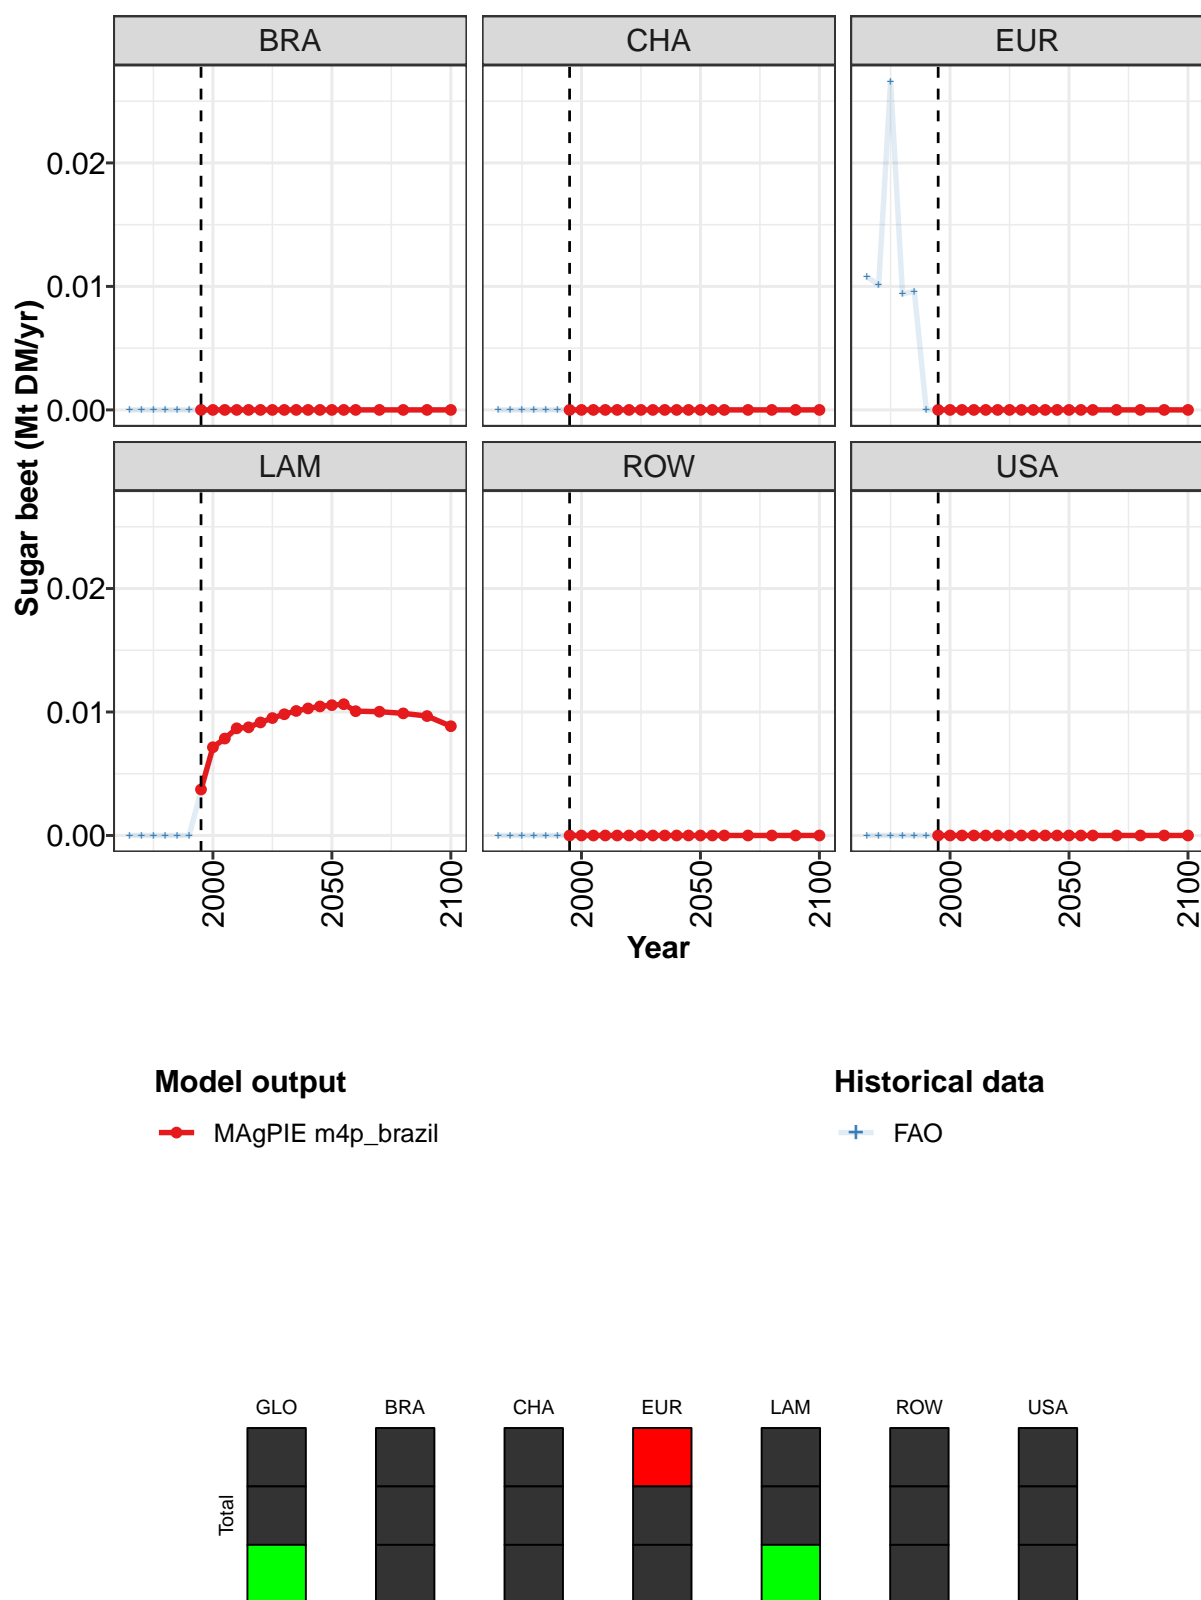 BRA CHA EUR
0.02
0.01
0.00
LAM ROW USA
0.02
0.01
0.00
Sugar beet (Mt DM/yr)
2000 2050 2100 2000 2050 2100 2000 2050 2100
Year
Model output Historical data
MAgPIE m4p_brazil FAO
GLO BRA CHA EUR LAM ROW USA
Total